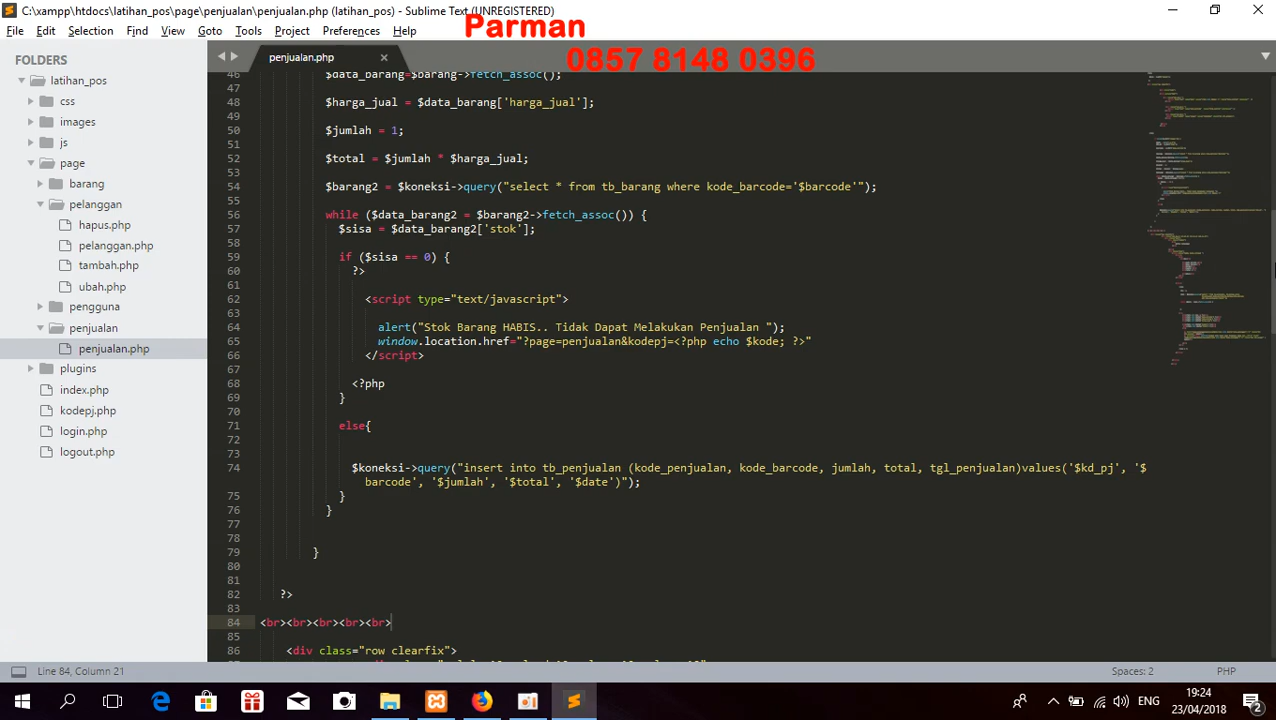 C:\xampp\htdocs\latihan_pos\page\penjualan\penjualan.php (latihan_pos) - Sublime Text (UNREGISTERED)
Parman
File Edit Selection Find View Goto Tools Project Preferences Help
0857 8148 0396
FOLDERS
latihan_pos
css
images
js
page
barang
pelanggan
hapus.php
pelanggan.php
tambah.php
ubah.php
pengguna
penjualan
penjualan.php
plugins
index.php
kodepj.php
login.php
logout.php
penjualan.php
46 $data_barang=$barang->fetch_assoc();
47
48 $harga_jual = $data_barang['harga_jual'];
49
50 $jumlah = 1;
51
52 $total = $jumlah * $harga_jual;
53
54 $barang2 = $koneksi->query("select * from tb_barang where kode_barcode='$barcode'");
55
56 while ($data_barang2 = $barang2->fetch_assoc()) {
57 $sisa = $data_barang2['stok'];
58
59 if ($sisa == 0) {
60 ?>
61
62 <script type="text/javascript">
63
64 alert("Stok Barang HABIS.. Tidak Dapat Melakukan Penjualan ");
65 window.location.href="?page=penjualan&kodepj=<?php echo $kode; ?>"
66 </script>
67
68 <?php
69 }
70
71 else{
72
73
74 $koneksi->query("insert into tb_penjualan (kode_penjualan, kode_barcode, jumlah, total, tgl_penjualan)values('$kd_pj', '$
barcode', '$jumlah', '$total', '$date')");
75 }
76 }
77
78
79 }
80
81
82 ?>
83
84 <br><br><br><br><br>
85
86 <div class="row clearfix">
Line 84, Column 21
Spaces: 2
PHP
ENG
19:24
23/04/2018
2